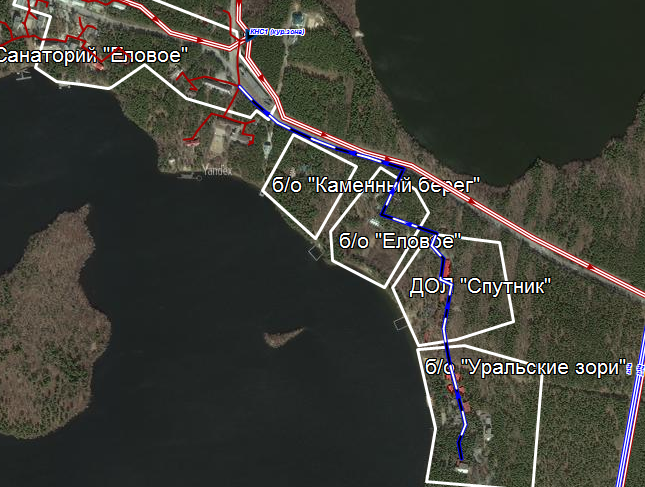 КНС1 (кур.зона)
Санаторий "Еловое"
Yandex
б/о "Каменный берег"
б/о "Еловое"
ДОЛ "Спутник"
б/о "Уральские зори"